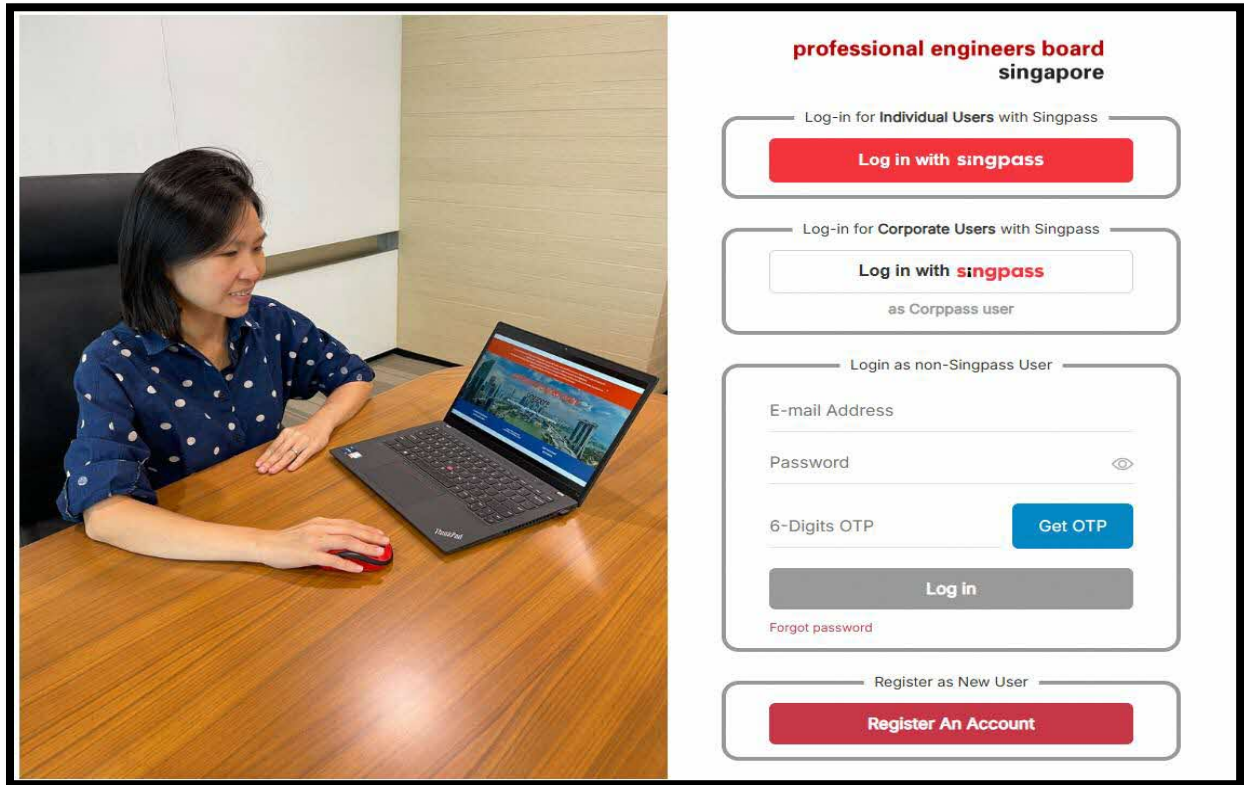 professional engineers board
singapore
Log-in for Individual Users with Singpass
Log in with singpass
Log-in for Corporate Users with Singpass
Log in with singpass
as Corppass user
Login as non-Singpass User
E-mail Address
Password
6-Digits OTP
Get OTP
Log in
Forgot password
Register as New User
Register An Account
ThinkPad